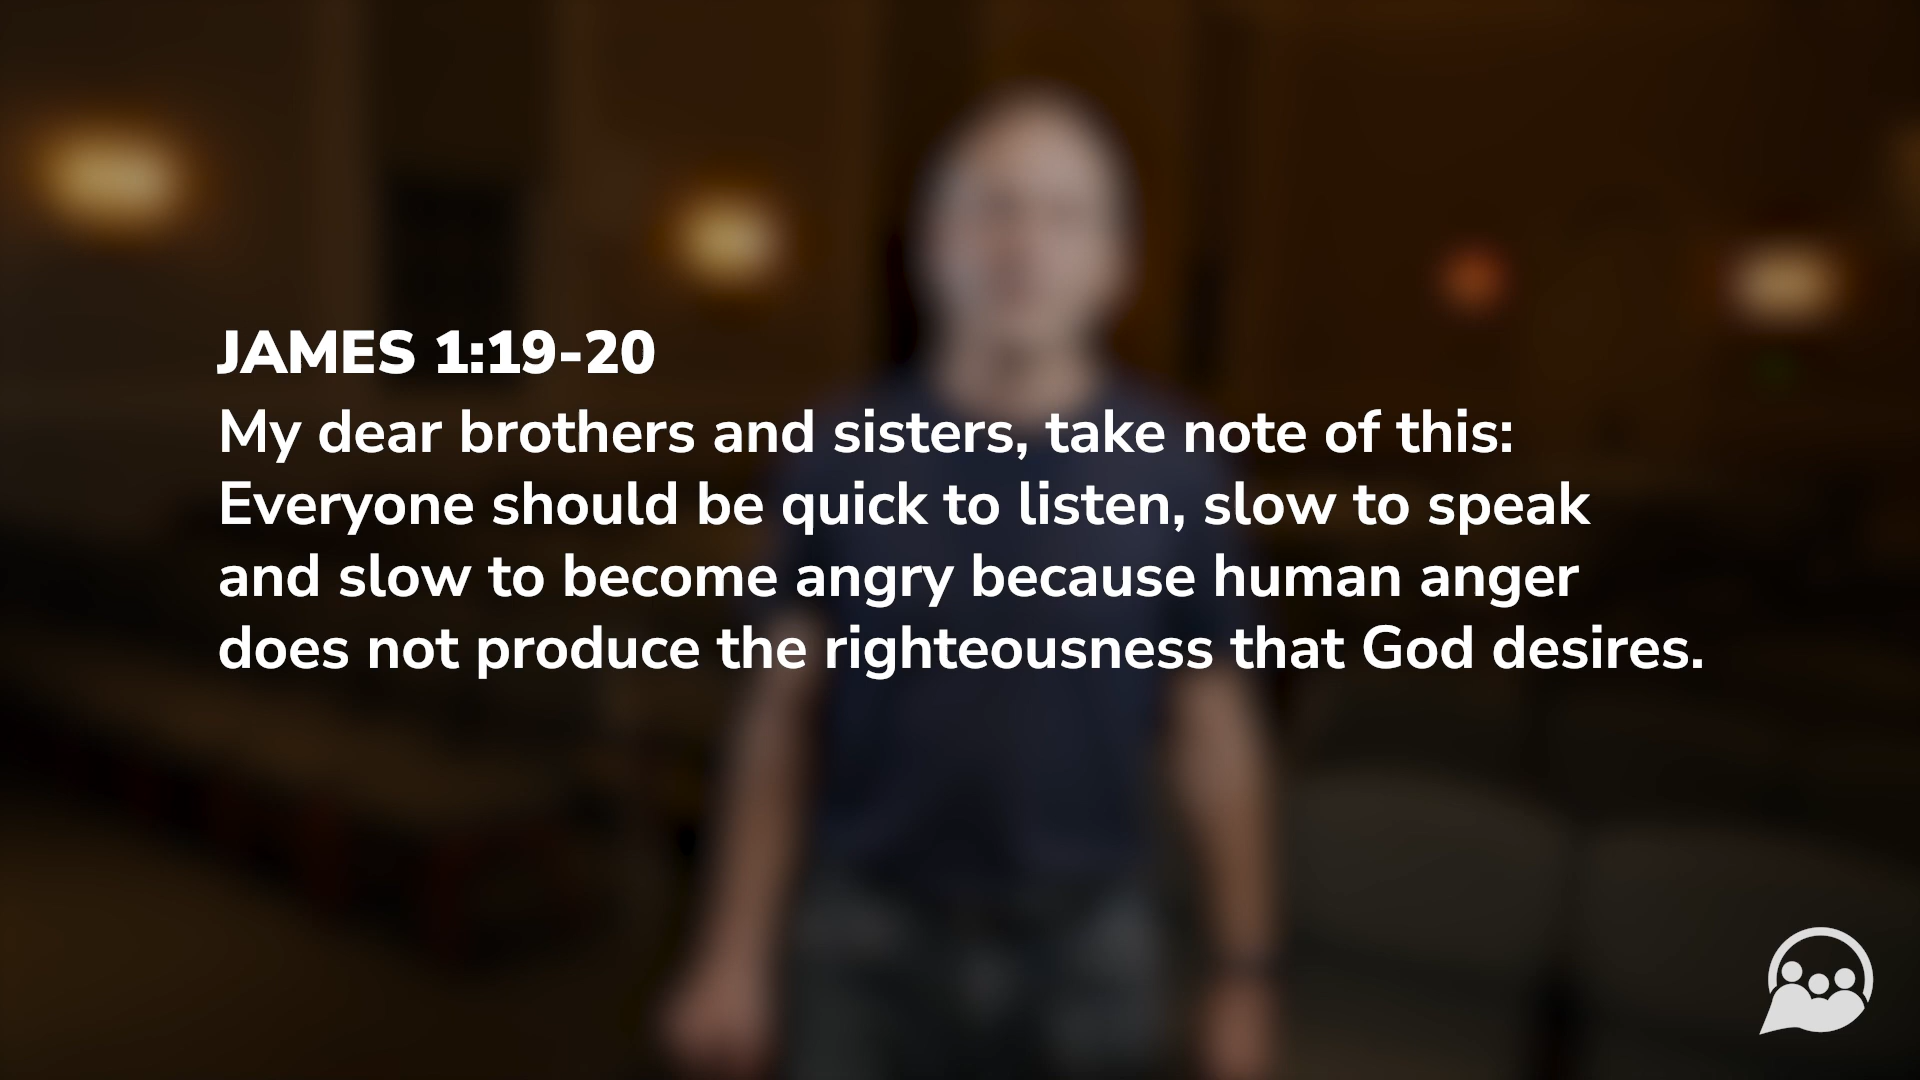 JAMES 1:19-20
My dear brothers and sisters, take note of this:
Everyone should be quick to listen, slow to speak
and slow to become angry because human anger
does not produce the righteousness that God desires.